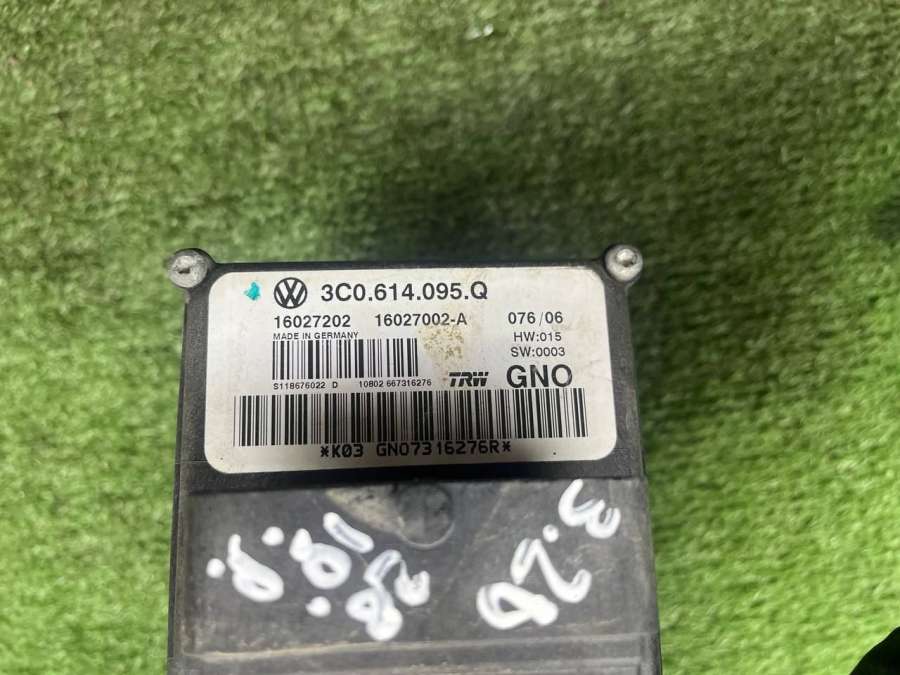 3C0.614.095.Q
16027202 16027002-A 076/06
MADE IN GERMANY HW:015
SW:0003
S118676022 D 10802 667316276 TRW GNO
*K03 GN07316276R*